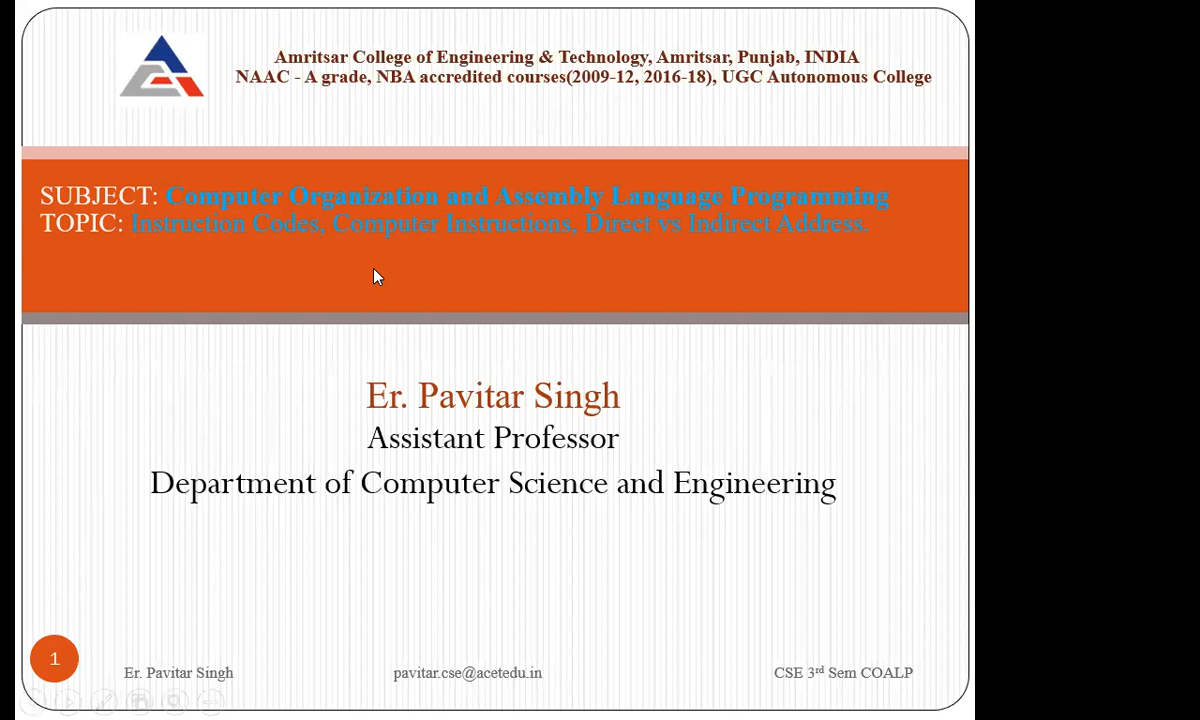 Amritsar College of Engineering & Technology, Amritsar, Punjab, INDIA
NAAC - A grade, NBA accredited courses(2009-12, 2016-18), UGC Autonomous College
SUBJECT: Computer Organization and Assembly Language Programming
TOPIC: Instruction Codes, Computer Instructions, Direct vs Indirect Address.
Er. Pavitar Singh
Assistant Professor
Department of Computer Science and Engineering
1
Er. Pavitar Singh
pavitar.cse@acetedu.in
CSE 3rd Sem COALP